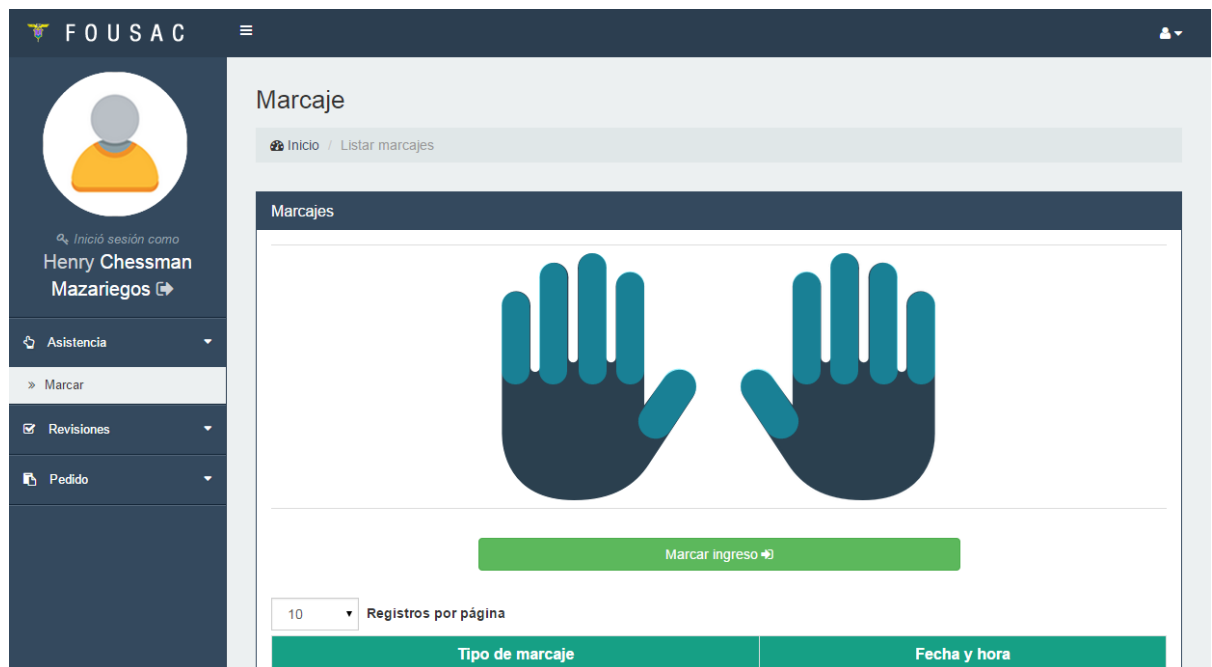 FOUSAC
Inició sesión como
Henry Chessman
Mazariegos
Asistencia
Marcar
Revisiones
Pedido
Marcaje
Inicio / Listar marcajes
Marcajes
Marcar ingreso
10 Registros por página
Tipo de marcaje Fecha y hora